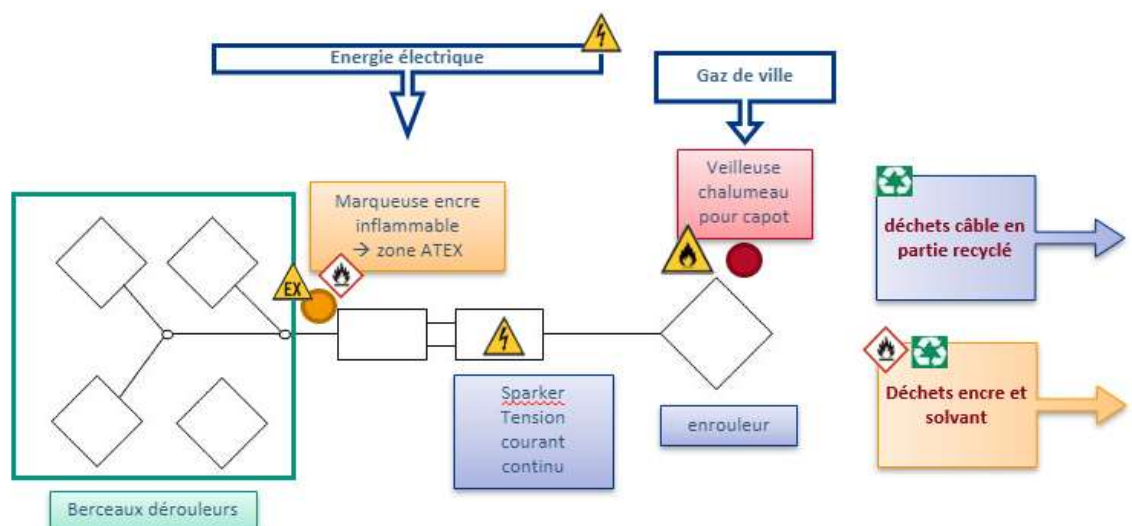 Energie électrique
Gaz de ville
Veilleuse
chalumeau
pour capot
Marqueuse encre
inflammable
→ zone ATEX
EX
déchets câble en
partie recyclé
Sparker
Tension
courant
continu
enrouleur
Déchets encre et
solvant
Berceaux dérouleurs